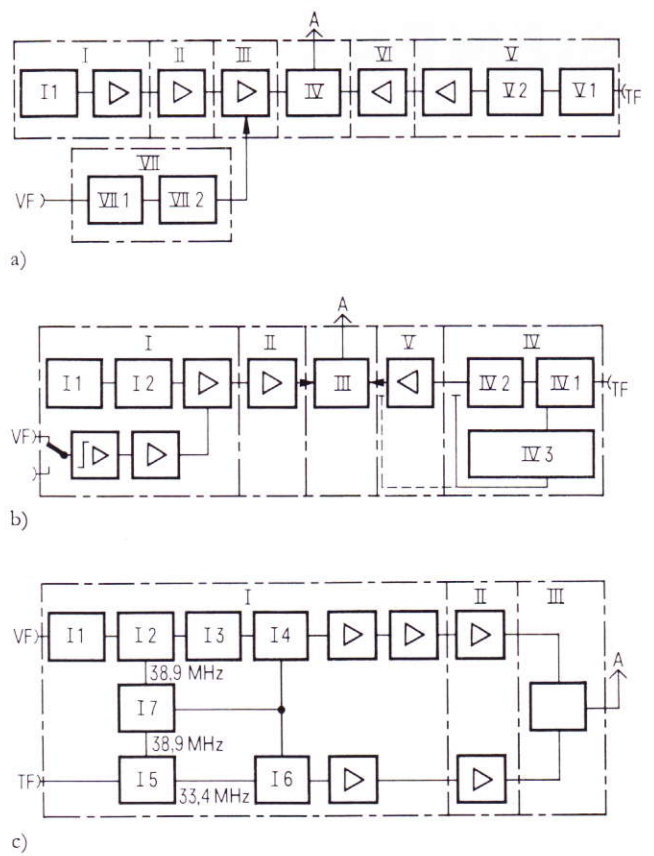 A
I II III VI V
I1 IV V2 V1 TF
VII
VF VII1 VII2
a)
A
I II V IV
I1 I2 III IV2 IV1 TF
VF
IV3
b)
I II III
VF I1 I2 I3 I4
A
38,9 MHz
I7
38,9 MHz
TF I5 I6
33,4 MHz
c)